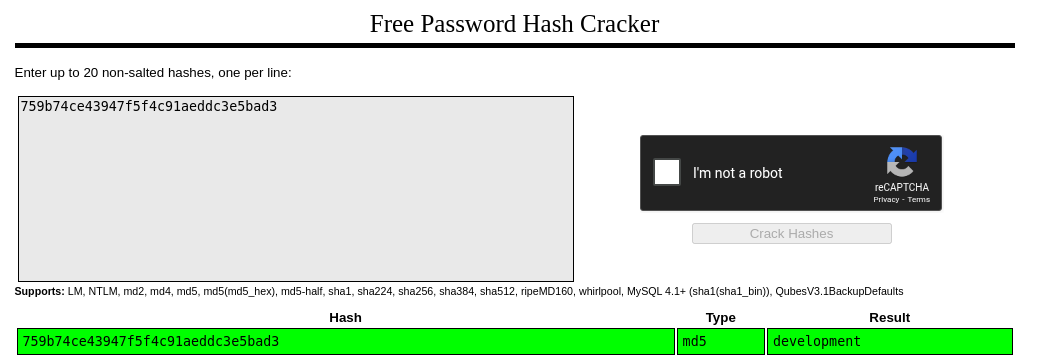 Free Password Hash Cracker
Enter up to 20 non-salted hashes, one per line:
759b74ce43947f5f4c91aeddc3e5bad3
I'm not a robot
reCAPTCHA
Privacy - Terms
Crack Hashes
Supports: LM, NTLM, md2, md4, md5, md5(md5_hex), md5-half, sha1, sha224, sha256, sha384, sha512, ripeMD160, whirlpool, MySQL 4.1+ (sha1(sha1_bin)), QubesV3.1BackupDefaults
Hash Type Result
759b74ce43947f5f4c91aeddc3e5bad3 md5 development